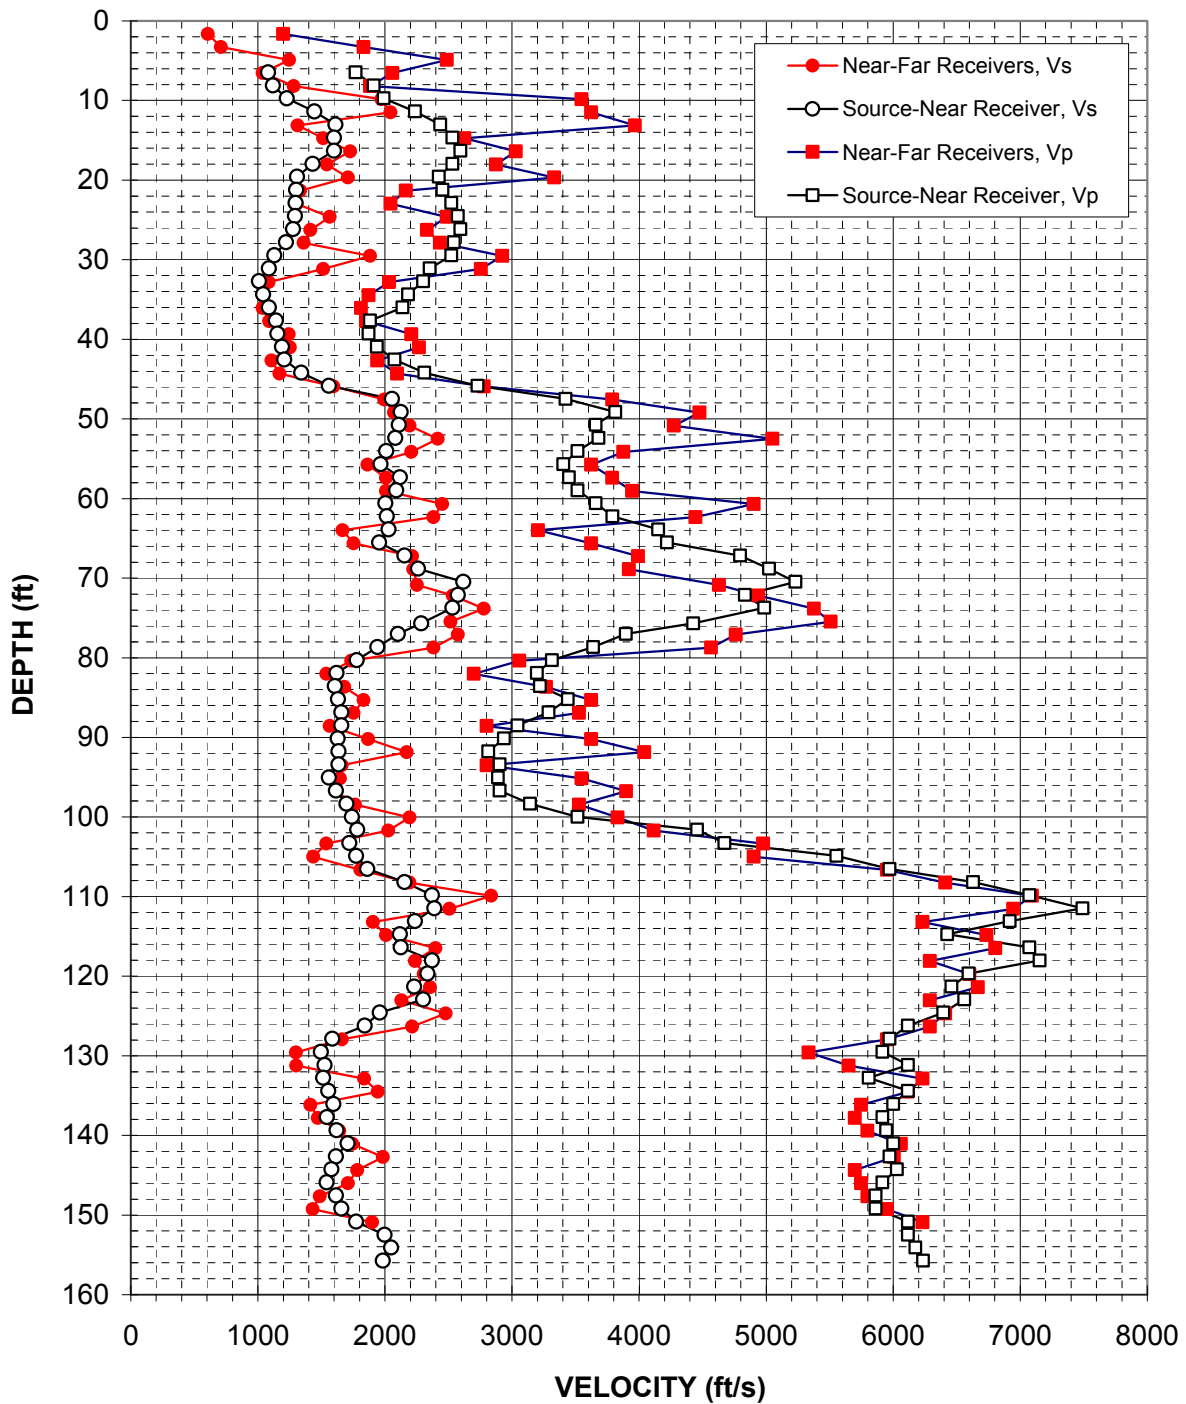 0
10
20
30
40
50
60
70
80
90
100
110
120
130
140
150
160
DEPTH (ft)
Near-Far Receivers, Vs
Source-Near Receiver, Vs
Near-Far Receivers, Vp
Source-Near Receiver, Vp
0 1000 2000 3000 4000 5000 6000 7000 8000
VELOCITY (ft/s)